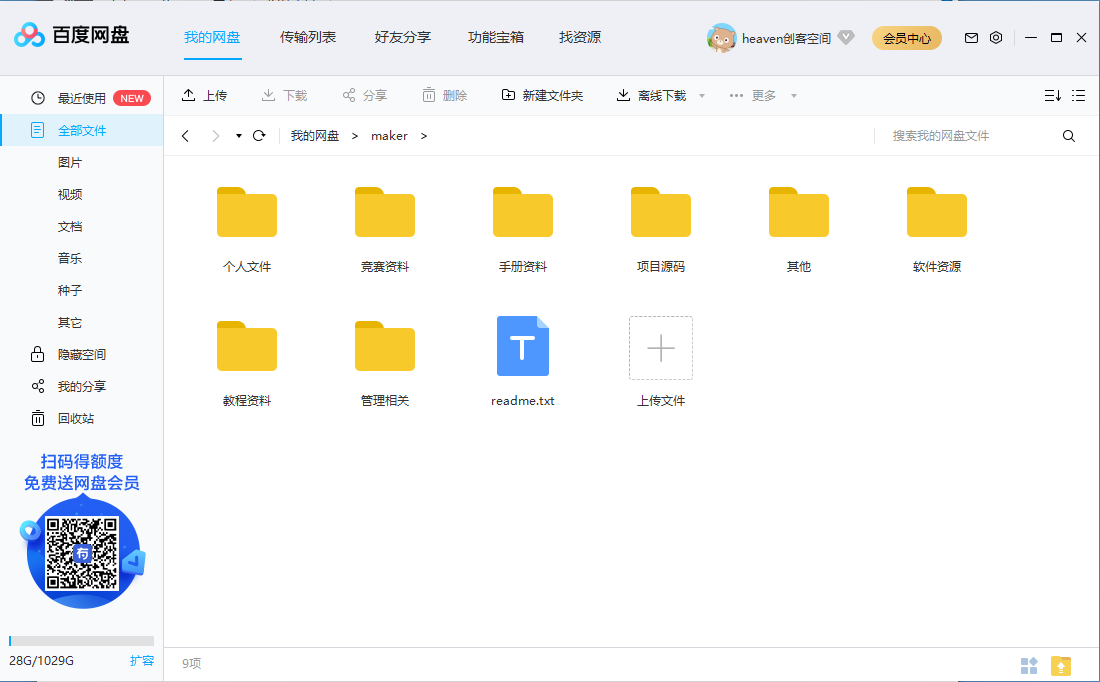 百度网盘
我的网盘 传输列表 好友分享 功能宝箱 找资源
heaven创客空间
会员中心
最近使用 NEW
全部文件
图片
视频
文档
音乐
种子
其它
隐藏空间
我的分享
回收站
扫码得额度
免费送网盘会员
有
28G/1029G 扩容
上传 下载 分享 删除 新建文件夹 离线下载 更多
我的网盘 > maker >
搜索我的网盘文件
个人文件 竞赛资料 手册资料 项目源码 其他 软件资源
T
教程资料 管理相关 readme.txt 上传文件
9项